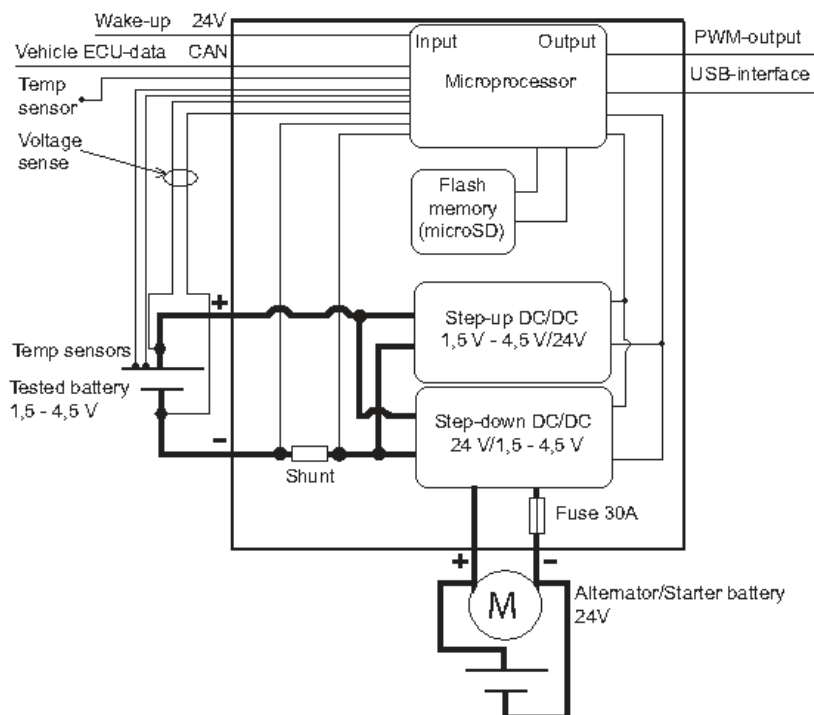 Wake-up 24V
Vehicle ECU-data CAN
Temp
sensor
Voltage
sense
Input Output
Microprocessor
PWM-output
USB-interface
Flash
memory
(microSD)
+
Step-up DC/DC
1,5 V - 4,5 V/24V
Temp sensors
Tested battery
1,5 - 4,5 V
Step-down DC/DC
24 V/1,5 - 4,5 V
-
Shunt
Fuse 30A
+ -
M
Alternator/Starter battery
24V